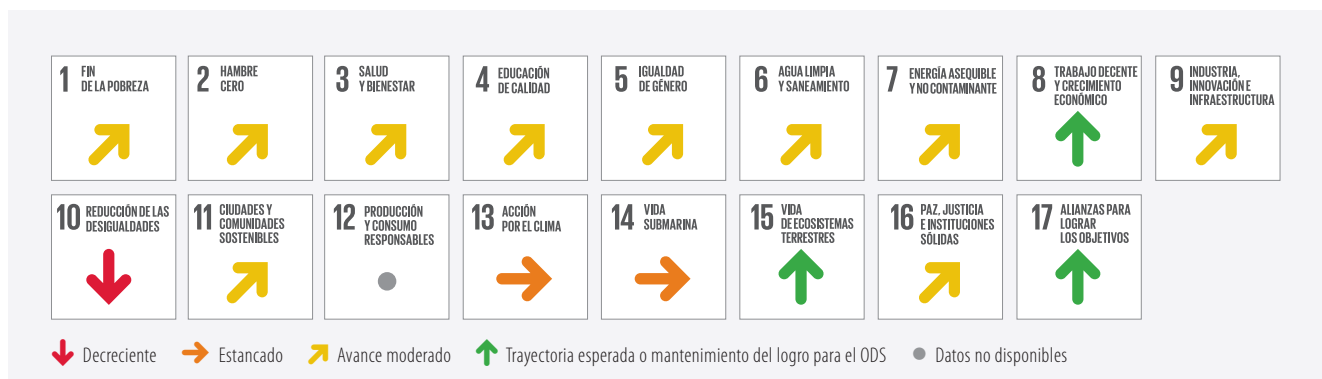 1 FIN
DE LA POBREZA
2 HAMBRE
CERO
3 SALUD
Y BIENESTAR
4 EDUCACIÓN
DE CALIDAD
5 IGUALDAD
DE GÉNERO
6 AGUA LIMPIA
Y SANEAMIENTO
7 ENERGÍA ASEQUIBLE
Y NO CONTAMINANTE
8 TRABAJO DECENTE
Y CRECIMIENTO
ECONÓMICO
9 INDUSTRIA,
INNOVACIÓN E
INFRAESTRUCTURA
10 REDUCCIÓN DE LAS
DESIGUALDADES
11 CIUDADES Y
COMUNIDADES
SOSTENIBLES
12 PRODUCCIÓN
Y CONSUMO
RESPONSABLES
13 ACCIÓN
POR EL CLIMA
14 VIDA
SUBMARINA
15 VIDA
DE ECOSISTEMAS
TERRESTRES
16 PAZ, JUSTICIA
E INSTITUCIONES
SÓLIDAS
17 ALIANZAS PARA
LOGRAR
LOS OBJETIVOS
Decreciente Estancado Avance moderado Trayectoria esperada o mantenimiento del logro para el ODS Datos no disponibles